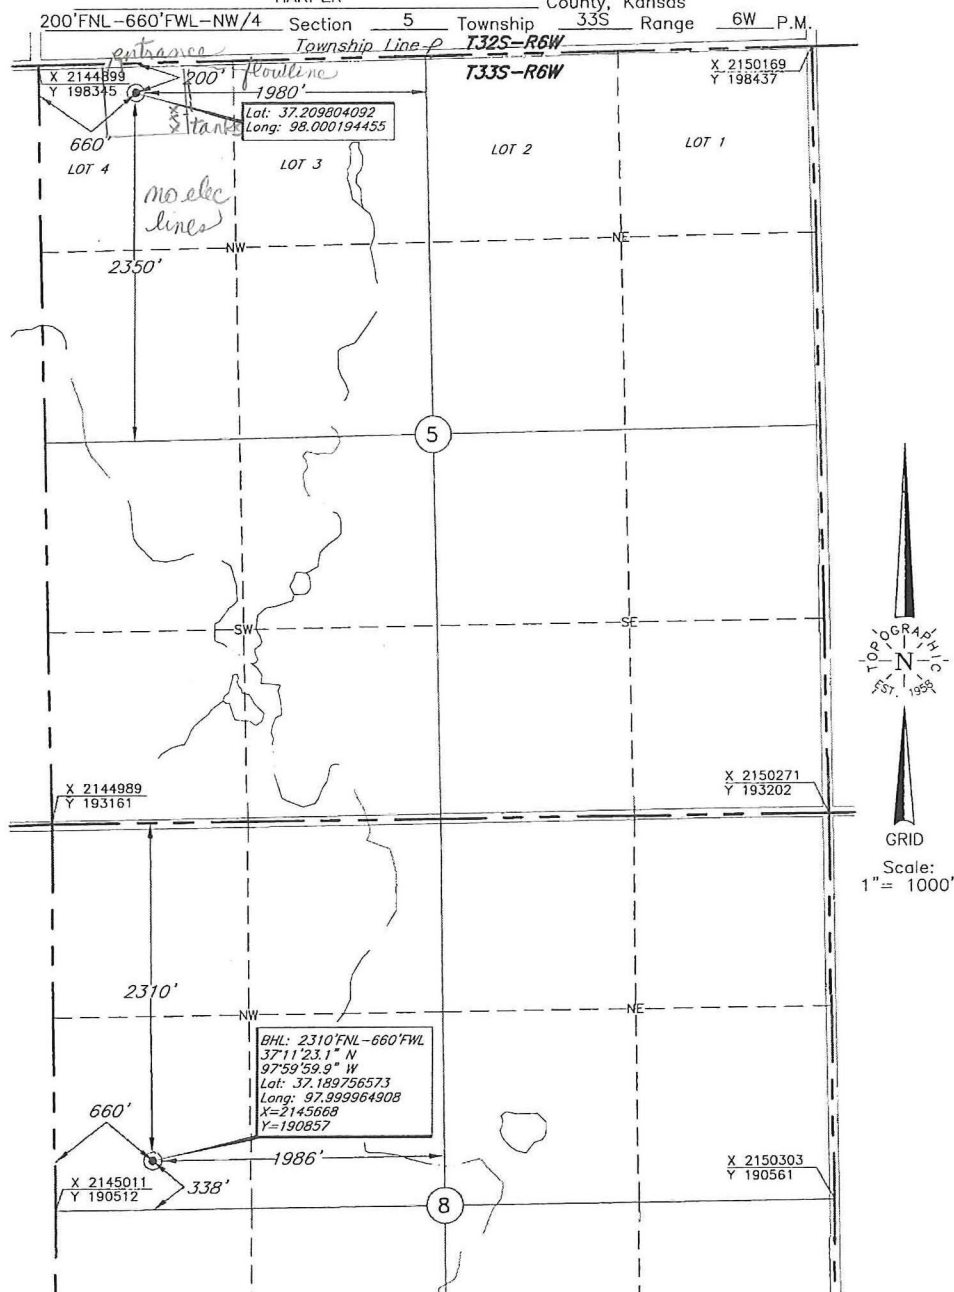 HARPER County, Kansas
200'FNL-660'FWL-NW/4 Section 5 Township 33S Range 6W P.M.
Township Line T32S-R6W
T33S-R6W
entrance
flowline
X 2144899
Y 198345
200'
1980'
X 2150169
Y 198437
Lat: 37.209804092
Long: 98.000194455
tanks
660'
LOT 4
LOT 3
LOT 2
LOT 1
no elec
lines
NW
NE
2350'
5
SW
SE
TOPOGRAPHIC
N
EST. 1958
X 2144989
Y 193161
X 2150271
Y 193202
GRID
Scale:
1"= 1000'
2310'
NW
NE
BHL: 2310'FNL-660'FWL
37°11'23.1" N
97°59'59.9" W
Lat: 37.189756573
Long: 97.999964908
X=2145668
Y=190857
660'
1986'
338'
X 2145011
Y 190512
X 2150303
Y 190561
8